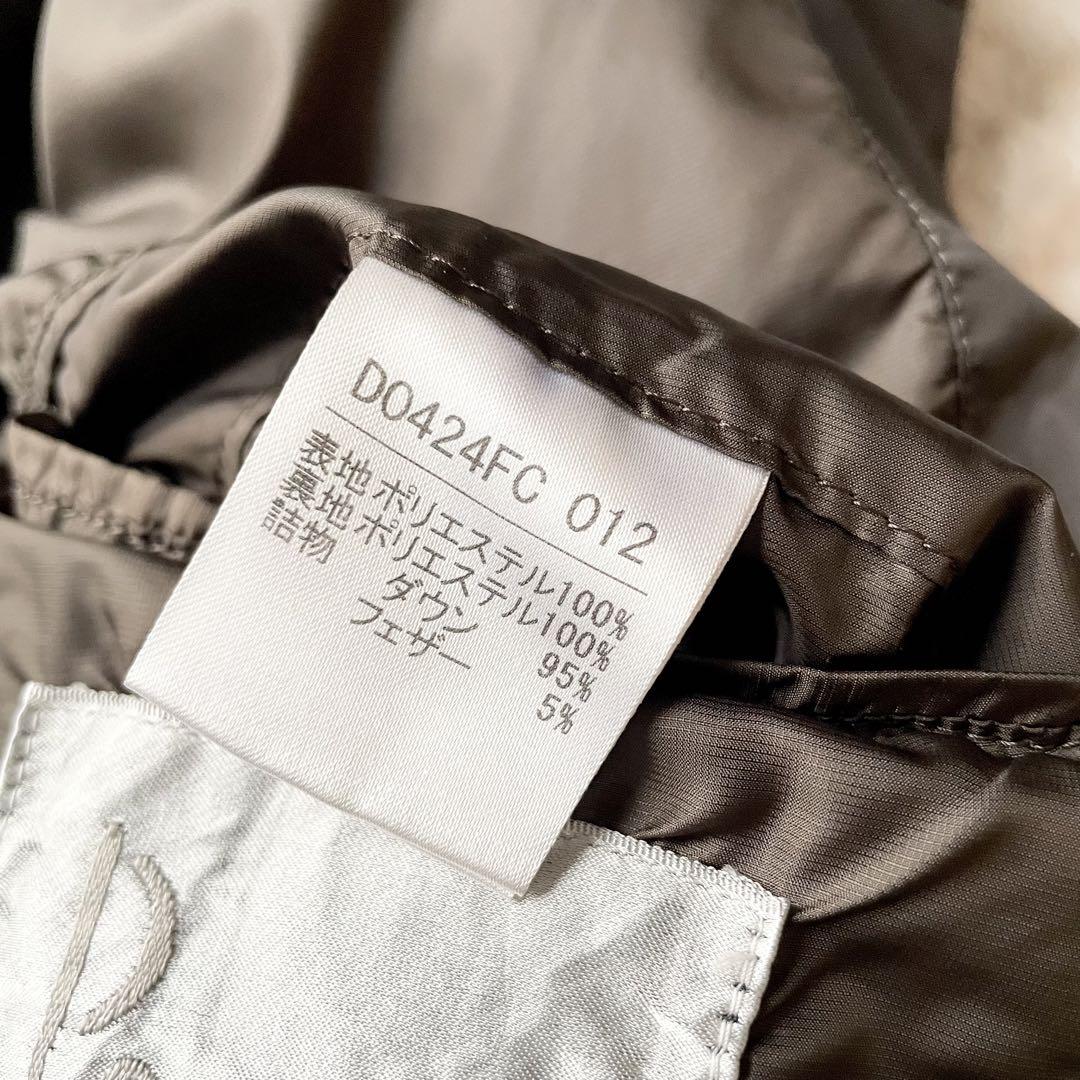 DO424FC 012
表地 ポリエステル100%
裏地 ポリエステル100%
詰物 ダウン 95%
フェザー 5%